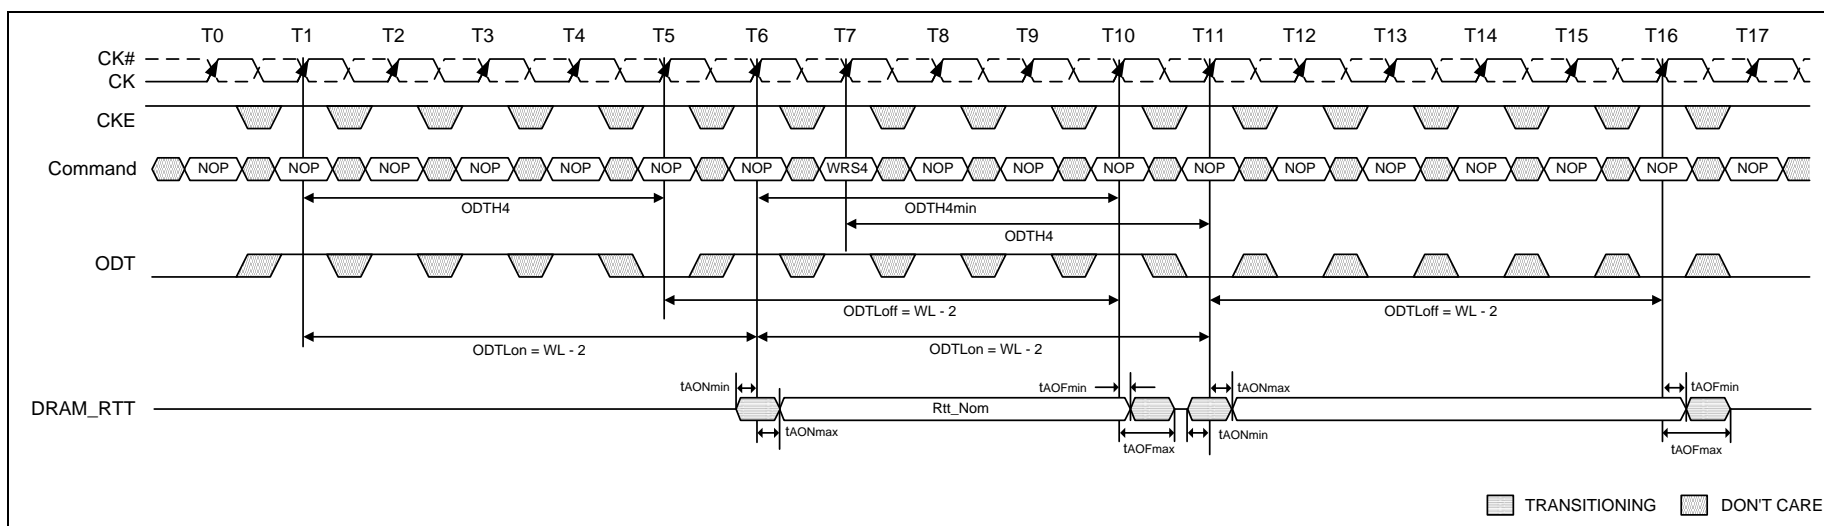 T0 T1 T2 T3 T4 T5 T6 T7 T8 T9 T10 T11 T12 T13 T14 T15 T16 T17
CK#
CK
CKE
Command NOP NOP NOP NOP NOP NOP NOP WRS4 NOP NOP NOP NOP NOP NOP NOP NOP NOP NOP
ODTH4 ODTH4min
ODTH4
ODT
ODTLoff = WL - 2 ODTLoff = WL - 2
ODTLon = WL - 2 ODTLon = WL - 2
tAONmin tAOFmin tAONmax tAOFmin
DRAM_RTT Rtt_Nom
tAONmax tAOFmax tAONmin tAOFmax
TRANSITIONING DON'T CARE